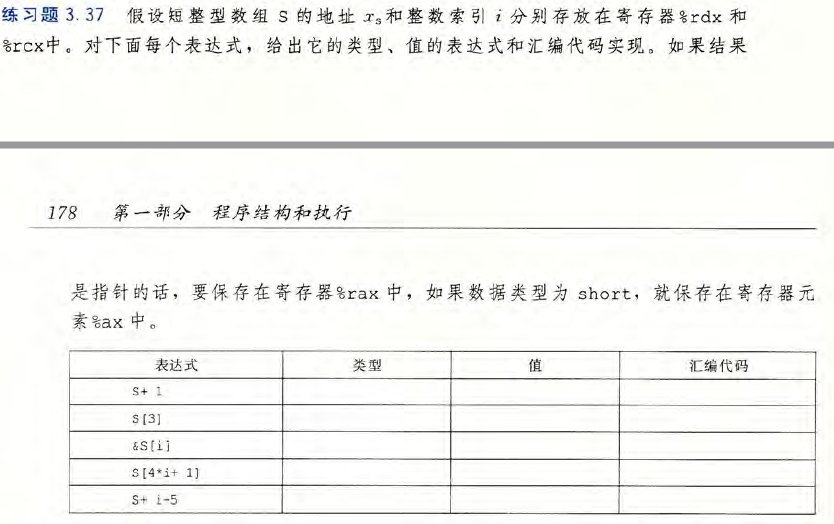 练习题 3.37 假设短整型数组 S 的地址 xs和整数索引 i 分别存放在寄存器%rdx 和
%rcx中。对下面每个表达式，给出它的类型、值的表达式和汇编代码实现。如果结果
178 第一部分 程序结构和执行
是指针的话，要保存在寄存器%rax 中，如果数据类型为 short，就保存在寄存器元
素%ax 中。
表达式 类型 值 汇编代码
S+ 1
S[3]
&S[i]
S[4*i+ 1]
S+ i-5